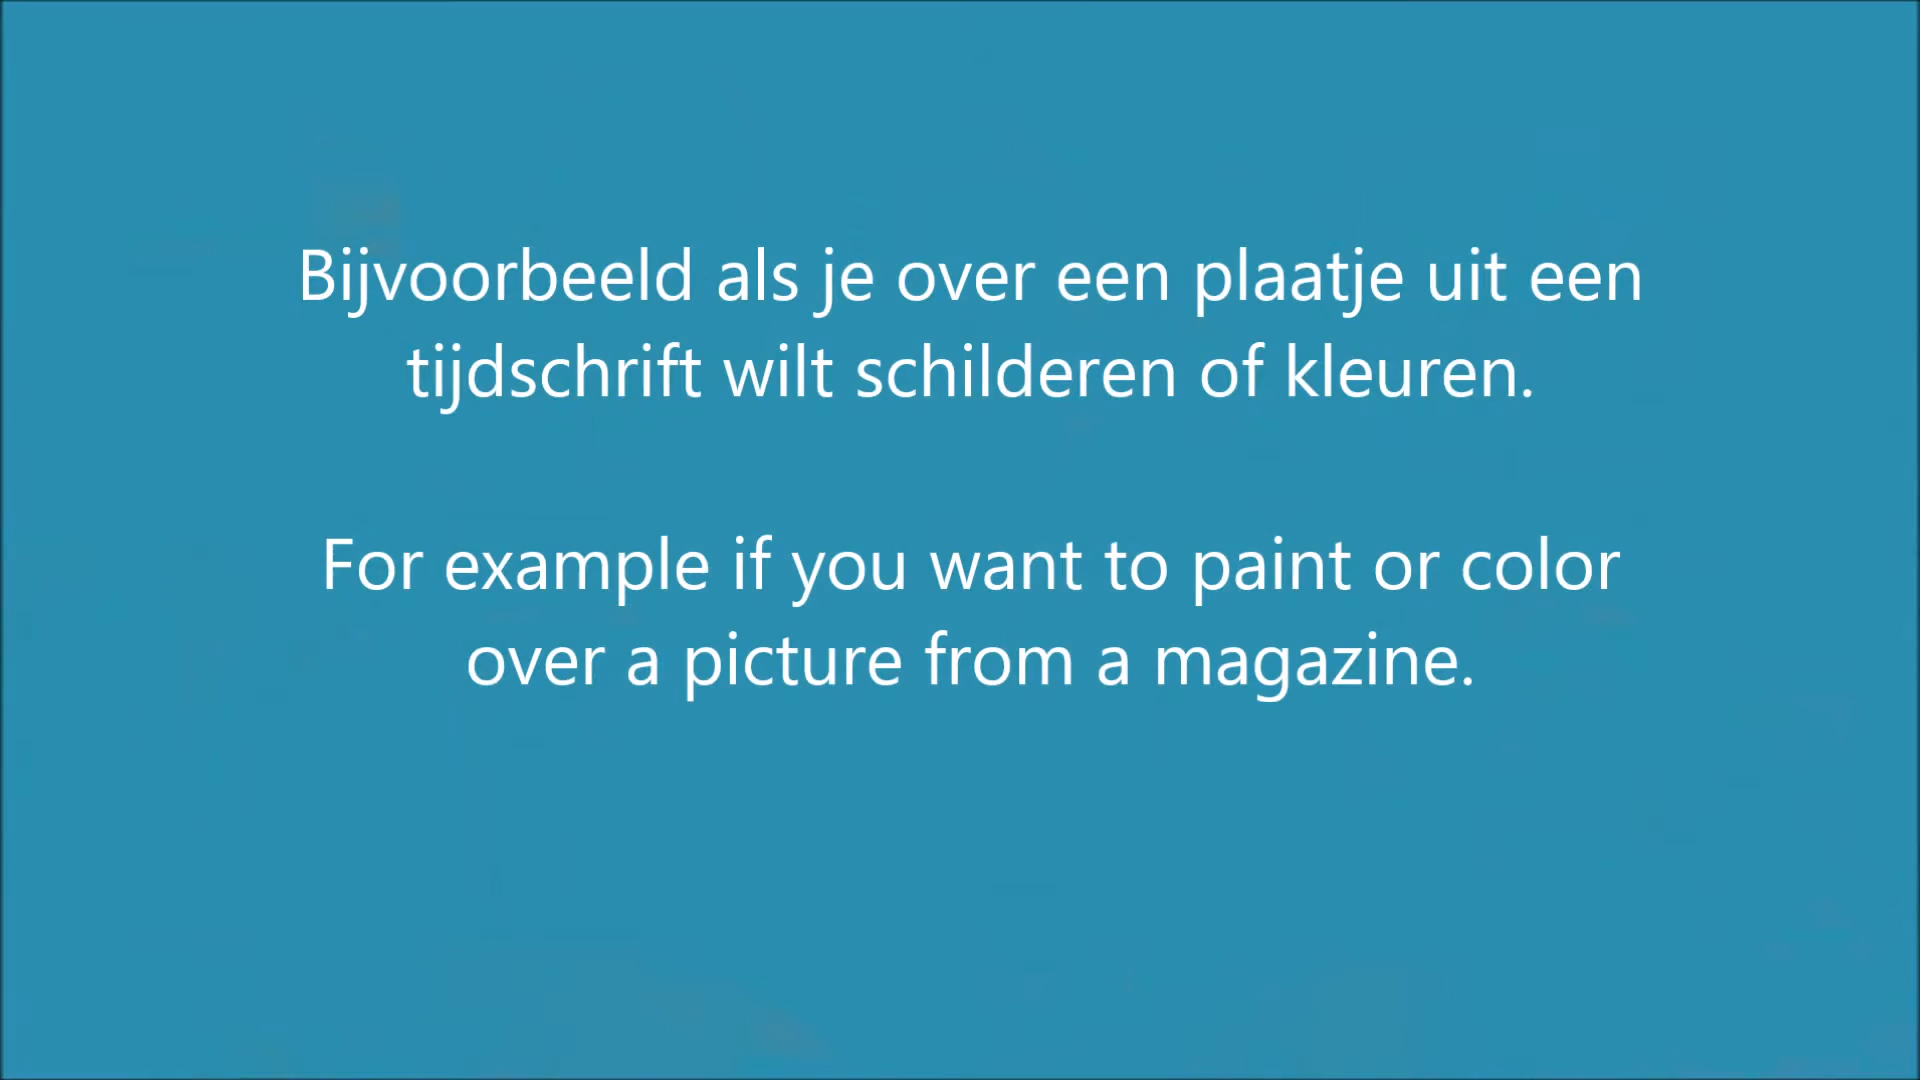 Bijvoorbeeld als je over een plaatje uit een
tijdschrift wilt schilderen of kleuren.
For example if you want to paint or color
over a picture from a magazine.